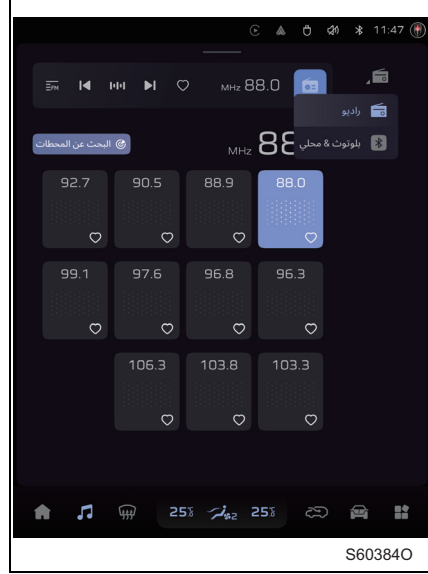 11:47
MHz 88.0
راديو
بلوتوث & محلي
MHz 88
البحث عن المحطات
88.0 88.9 90.5 92.7
96.3 96.8 97.6 99.1
103.3 103.8 106.3
25 2 25
S60384O